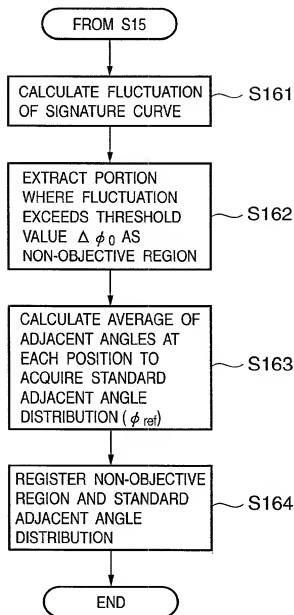 FROM S15
CALCULATE FLUCTUATION
OF SIGNATURE CURVE
S161
EXTRACT PORTION
WHERE FLUCTUATION
EXCEEDS THRESHOLD
VALUE Δ φ0 AS
NON-OBJECTIVE REGION
S162
CALCULATE AVERAGE OF
ADJACENT ANGLES AT
EACH POSITION TO
ACQUIRE STANDARD
ADJACENT ANGLE
DISTRIBUTION (φref)
S163
REGISTER NON-OBJECTIVE
REGION AND STANDARD
ADJACENT ANGLE
DISTRIBUTION
S164
END